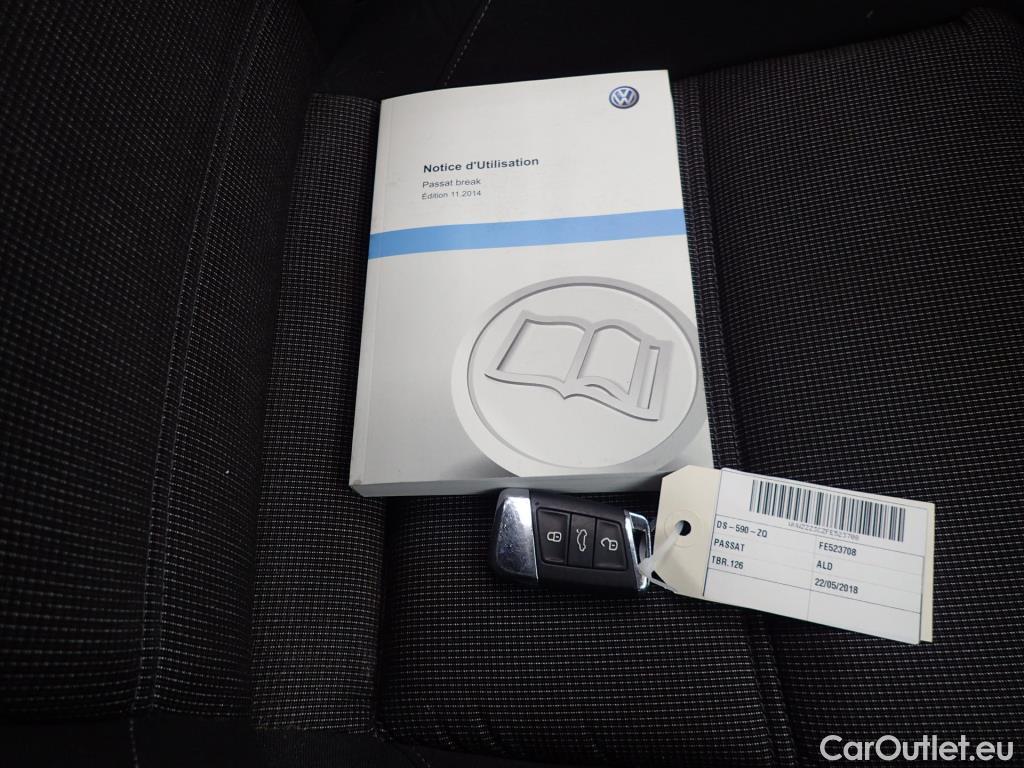 Notice d'Utilisation
Passat break
Édition 11.2014
DS-590-ZQ
PASSAT
TBR.126
FE523708
ALD
22/05/2018
CarOutlet.eu